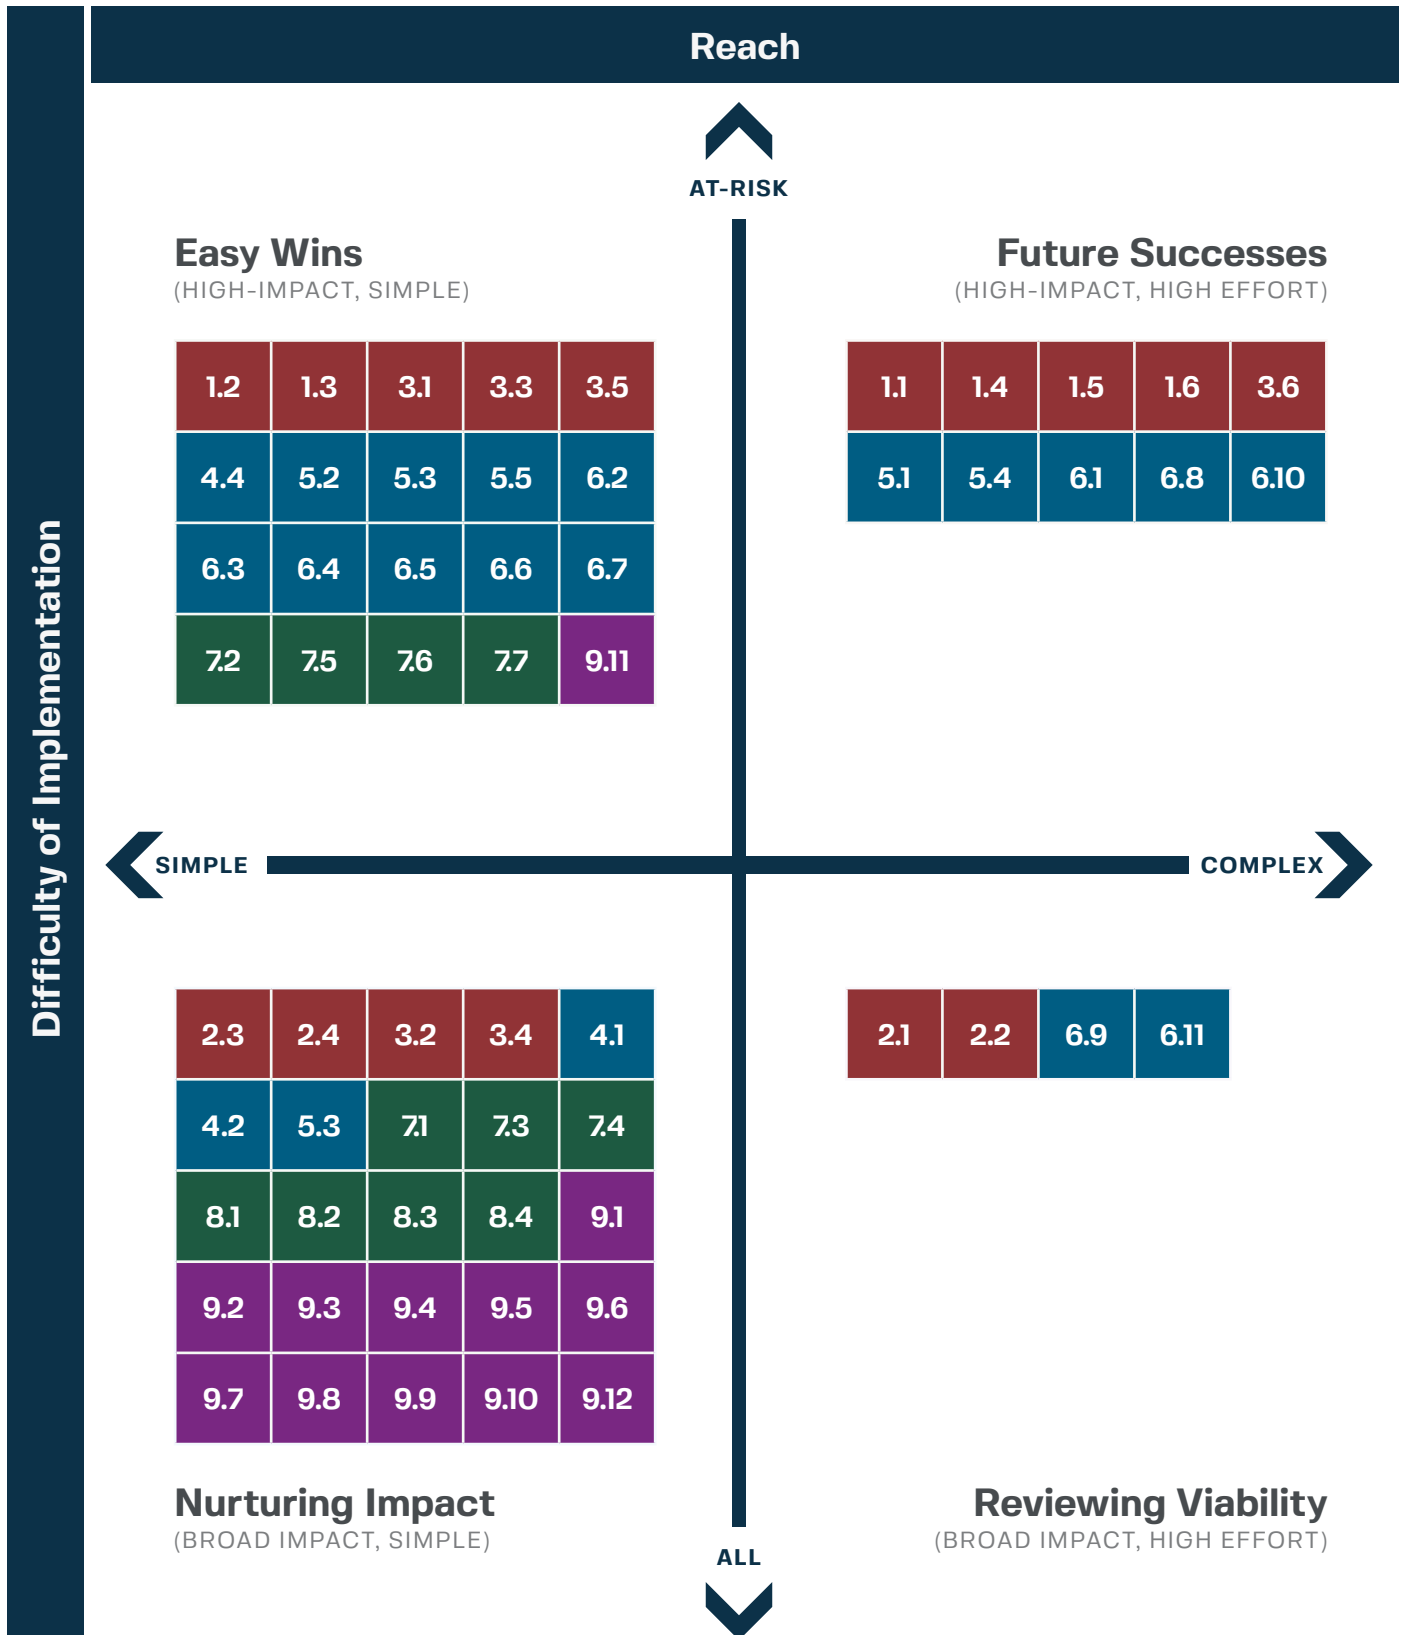 Reach
Difficulty of Implementation
AT-RISK
Easy Wins
(HIGH-IMPACT, SIMPLE)
1.2 1.3 3.1 3.3 3.5
4.4 5.2 5.3 5.5 6.2
6.3 6.4 6.5 6.6 6.7
7.2 7.5 7.6 7.7 9.11
Future Successes
(HIGH-IMPACT, HIGH EFFORT)
1.1 1.4 1.5 1.6 3.6
5.1 5.4 6.1 6.8 6.10
SIMPLE
COMPLEX
2.3 2.4 3.2 3.4 4.1
4.2 5.3 7.1 7.3 7.4
8.1 8.2 8.3 8.4 9.1
9.2 9.3 9.4 9.5 9.6
9.7 9.8 9.9 9.10 9.12
Nurturing Impact
(BROAD IMPACT, SIMPLE)
2.1 2.2 6.9 6.11
Reviewing Viability
(BROAD IMPACT, HIGH EFFORT)
ALL